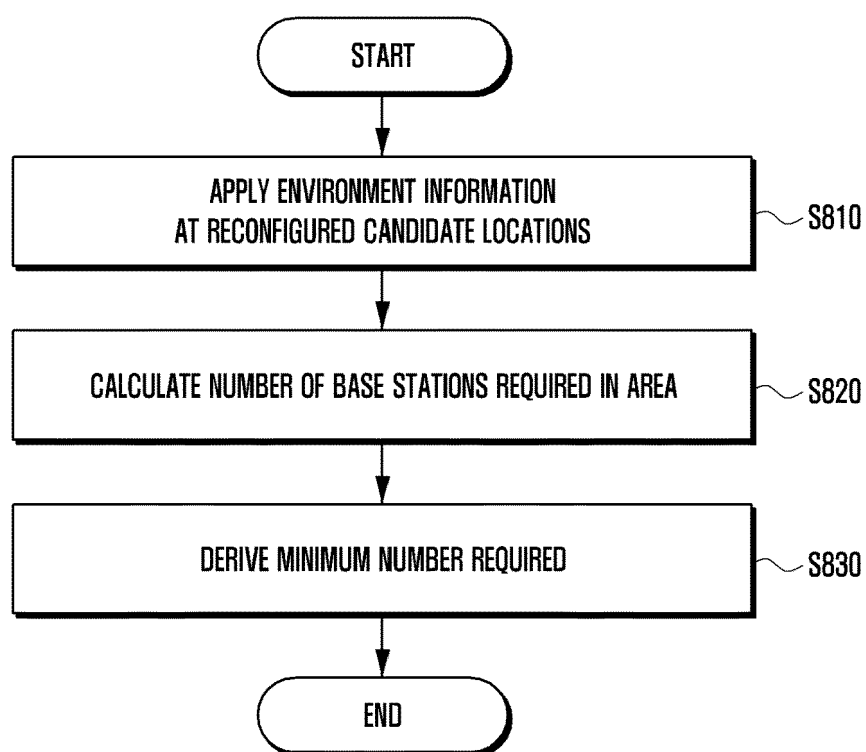 START
APPLY ENVIRONMENT INFORMATION
AT RECONFIGURED CANDIDATE LOCATIONS
S810
CALCULATE NUMBER OF BASE STATIONS REQUIRED IN AREA
S820
DERIVE MINIMUM NUMBER REQUIRED
S830
END